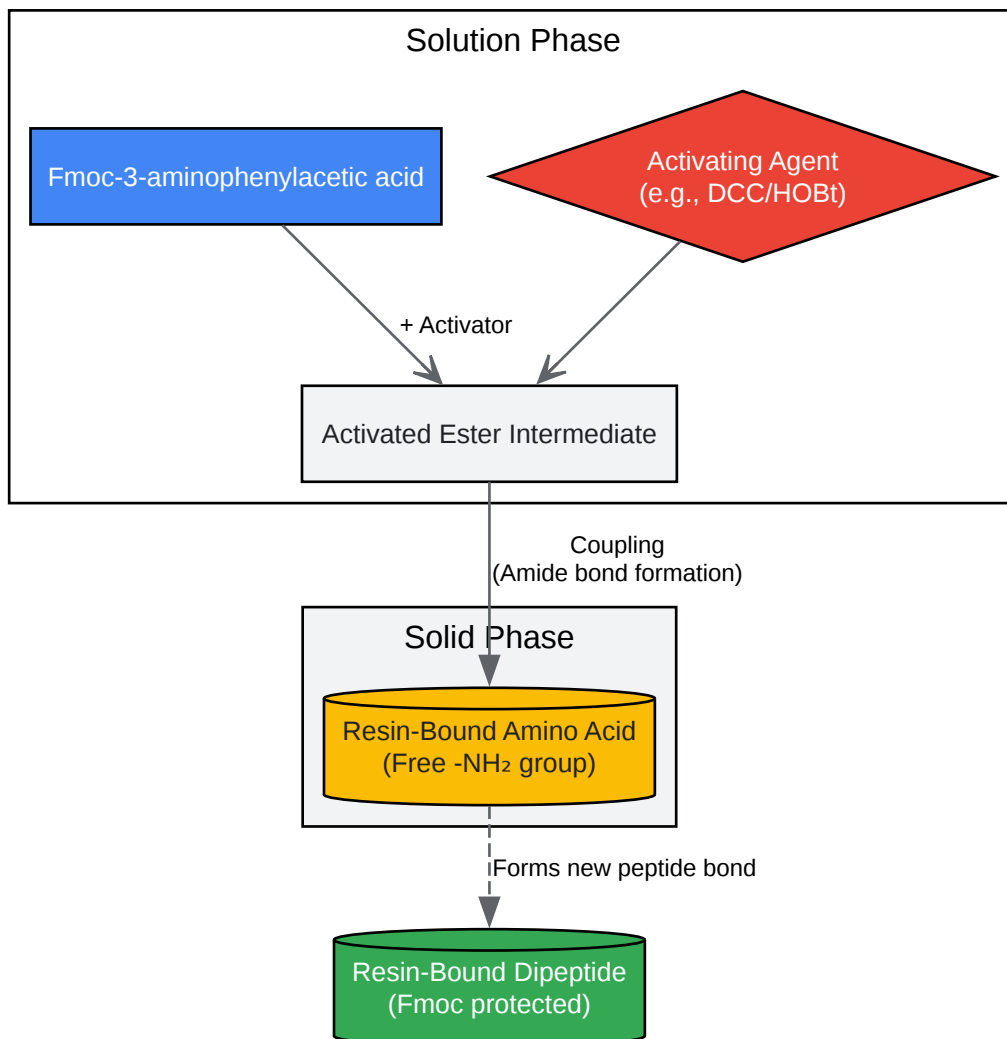 Solution Phase
Fmoc-3-aminophenylacetic acid
Activating Agent
(e.g., DCC/HOBt)
+ Activator
Activated Ester Intermediate
Coupling
(Amide bond formation)
Solid Phase
Resin-Bound Amino Acid
(Free -NH₂ group)
Forms new peptide bond
Resin-Bound Dipeptide
(Fmoc protected)